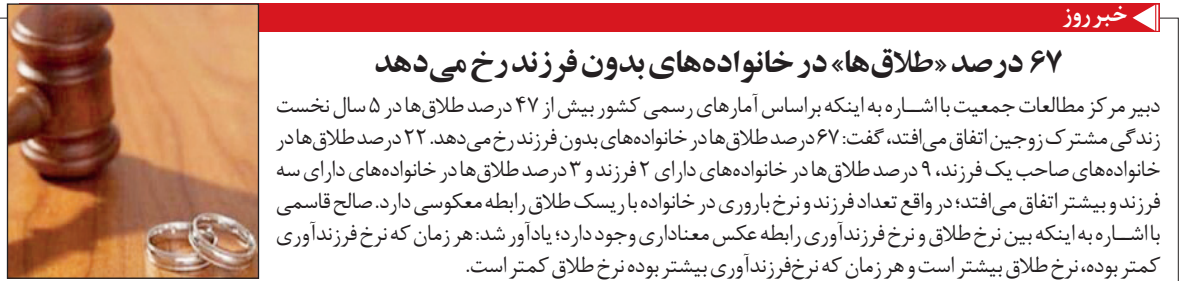 خبر روز
۶۷ درصد «طلاق‌ها» در خانواده‌های بدون فرزند رخ می‌دهد
دبیر مرکز مطالعات جمعیت با اشاره به اینکه براساس آمارهای رسمی کشور بیش از ۴۷ درصد طلاق‌ها در ۵ سال نخست
زندگی مشترک زوجین اتفاق می‌افتد، گفت: ۶۷ درصد طلاق‌ها در خانواده‌های بدون فرزند رخ می‌دهد. ۲۲ درصد طلاق‌ها در
خانواده‌های صاحب یک فرزند، ۹ درصد طلاق‌ها در خانواده‌های دارای ۲ فرزند و ۳ درصد طلاق‌ها در خانواده‌های دارای سه
فرزند و بیشتر اتفاق می‌افتد؛ در واقع تعداد فرزند و نرخ باروری در خانواده با ریسک طلاق رابطه معکوسی دارد. صالح قاسمی
با اشاره به اینکه بین نرخ طلاق و نرخ فرزندآوری رابطه عکس معناداری وجود دارد؛ یادآور شد: هر زمان که نرخ فرزندآوری
کمتر بوده، نرخ طلاق بیشتر است و هر زمان که نرخ‌فرزندآوری بیشتر بوده نرخ طلاق کمتر است.